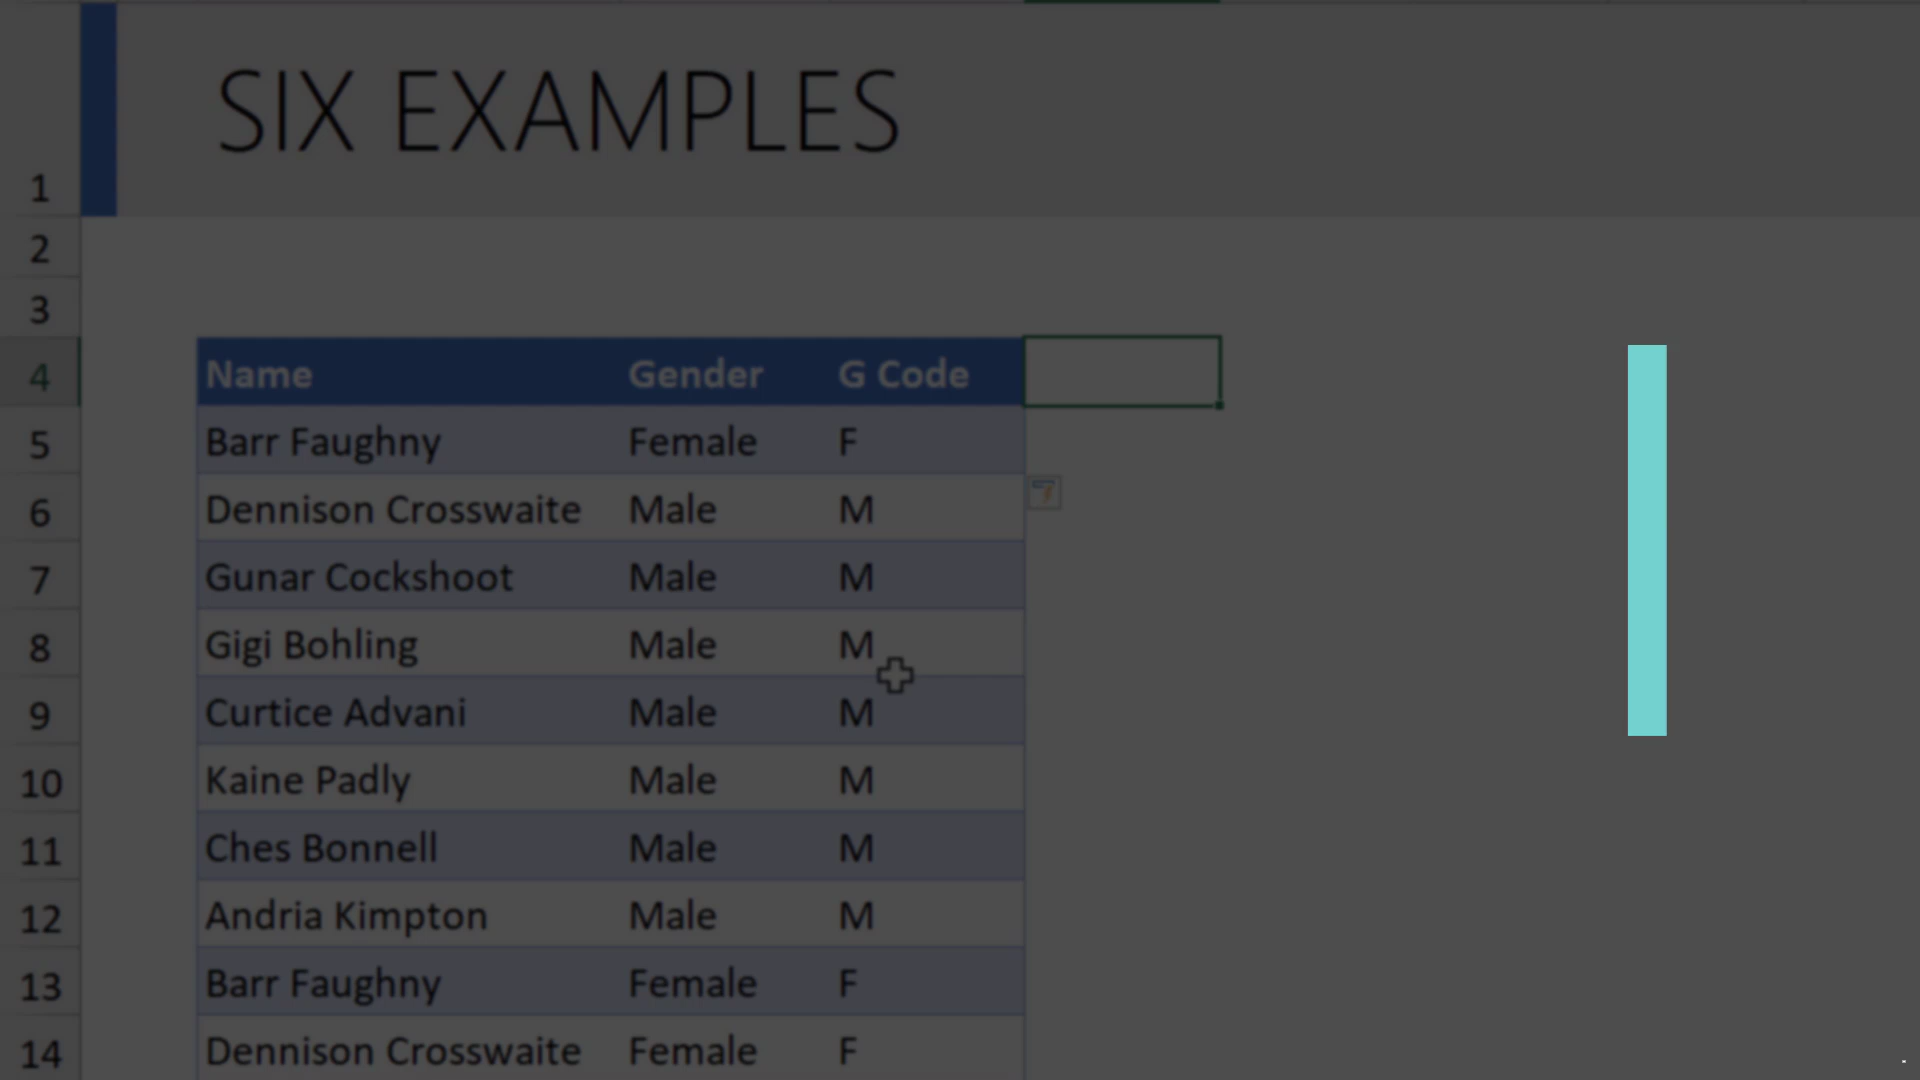 SIX EXAMPLES
1
2
3
4 Name Gender G Code
5 Barr Faughny Female F
6 Dennison Crosswaite Male M
7 Gunar Cockshoot Male M
8 Gigi Bohling Male M
9 Curtice Advani Male M
10 Kaine Padly Male M
11 Ches Bonnell Male M
12 Andria Kimpton Male M
13 Barr Faughny Female F
14 Dennison Crosswaite Female F